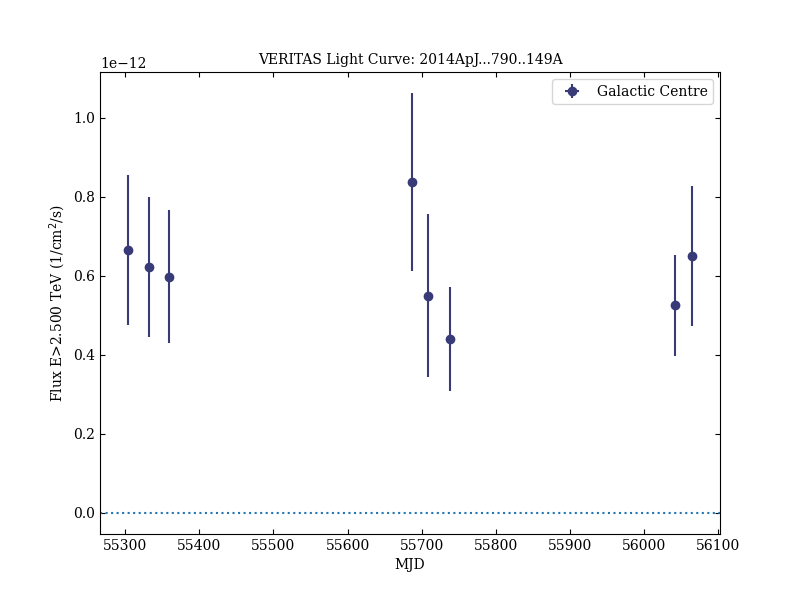 VERITAS Light Curve: 2014ApJ...790..149A
1e−12
Galactic Centre
1.0
0.8
0.6
0.4
0.2
0.0
Flux E>2.500 TeV (1/cm²/s)
55300 55400 55500 55600 55700 55800 55900 56000 56100
MJD